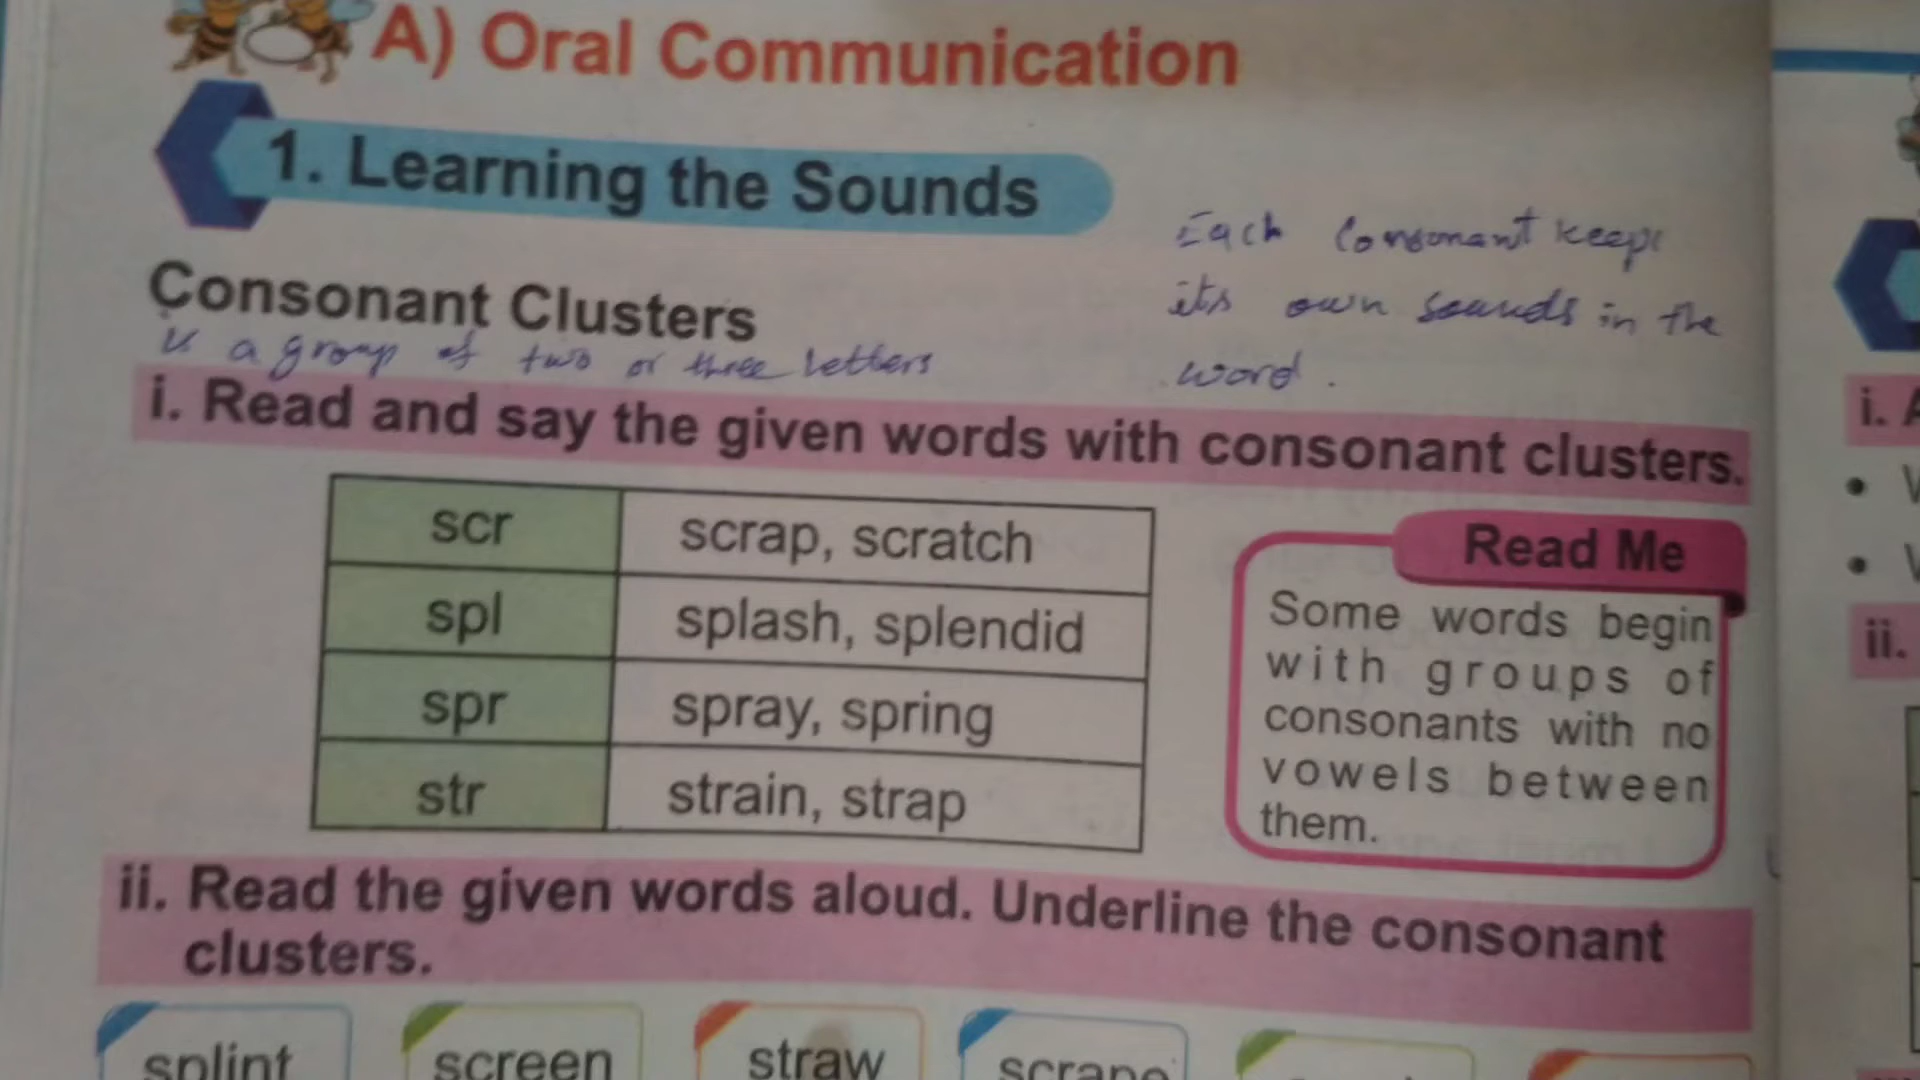 A) Oral Communication
1. Learning the Sounds
Each Consonant keeps
its own sounds in the
word.
Consonant Clusters
is a group of two or three letters
i. Read and say the given words with consonant clusters.
scr scrap, scratch
spl splash, splendid
spr spray, spring
str strain, strap
Read Me
Some words begin
with groups of
consonants with no
vowels between
them.
ii. Read the given words aloud. Underline the consonant
clusters.
splint screen straw
i.
ii.